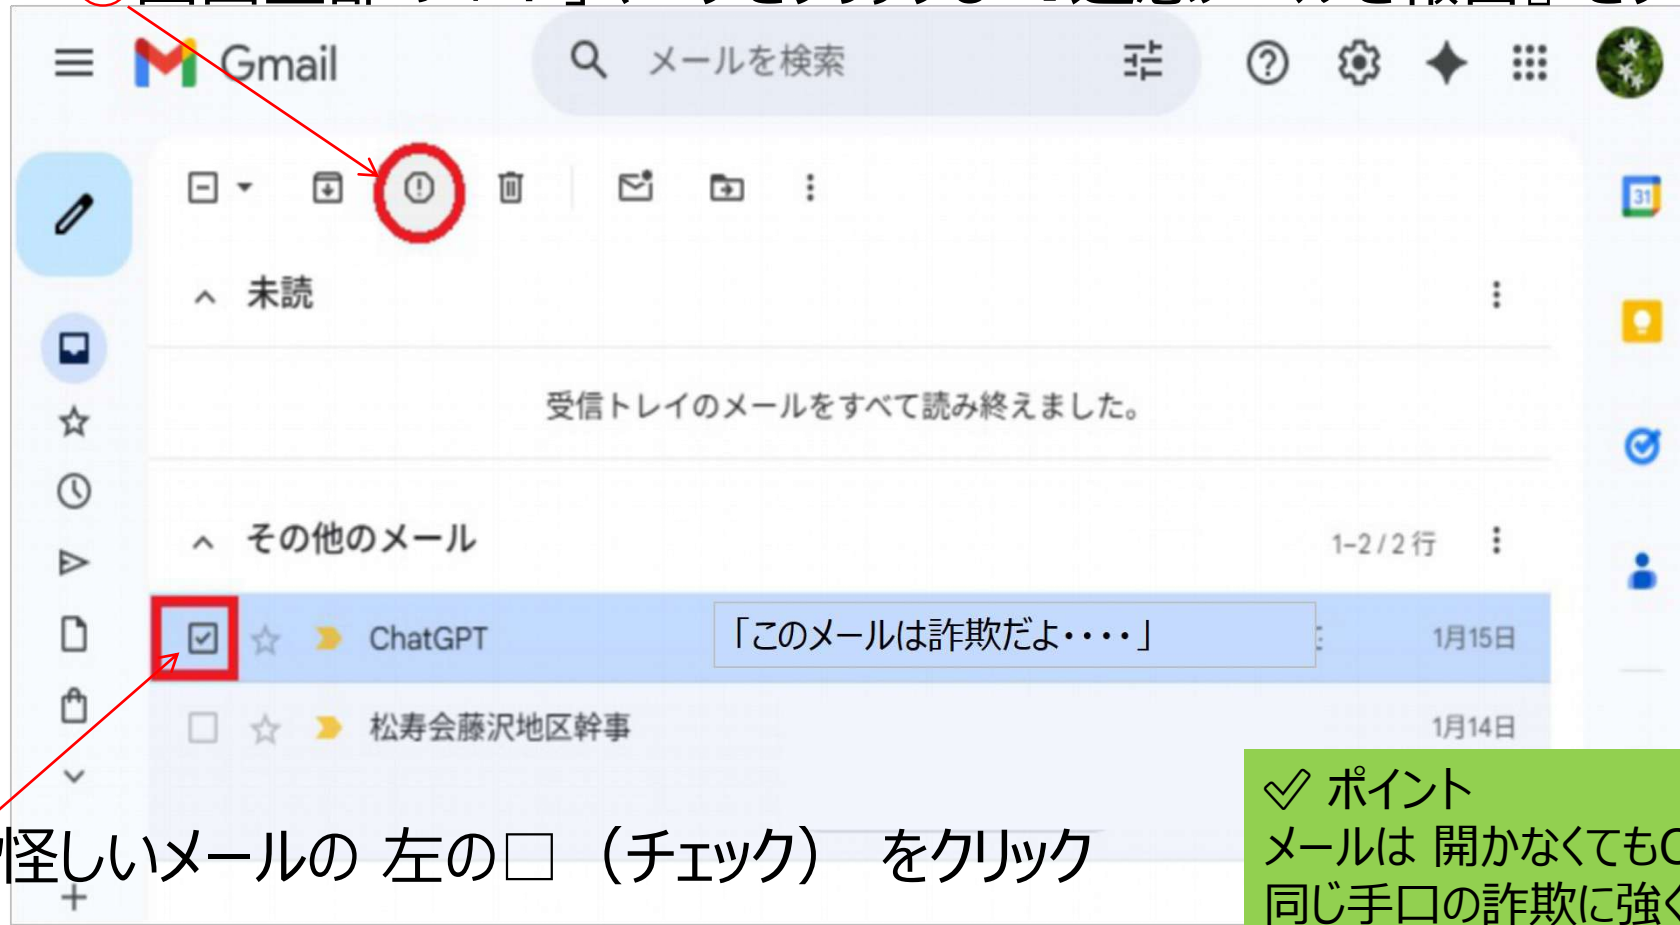 Gmail
メールを検索
31
未読
受信トレイのメールをすべて読み終えました。
その他のメール
1–2 / 2 行
ChatGPT
「このメールは詐欺だよ・・・・」
1月15日
松寿会藤沢地区幹事
1月14日
怪しいメールの 左の□ （チェック） をクリック
✅ ポイント
メールは 開かなくても
同じ手口の詐欺に強く